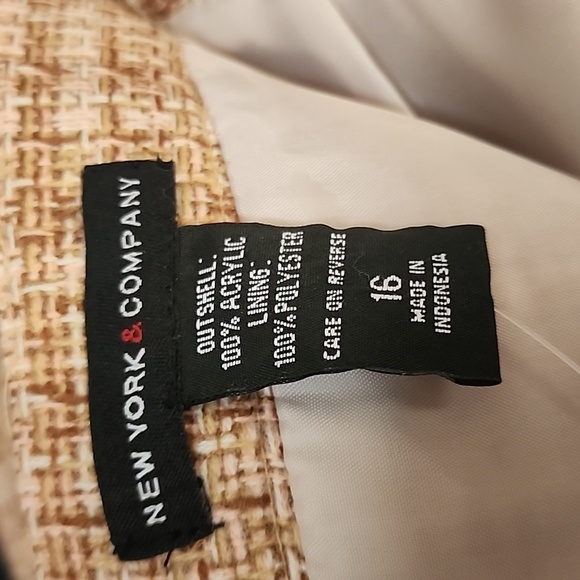 NEW YORK & COMPANY
OUTSHELL:
100% ACRYLIC
LINING:
100%POLYESTER
CARE ON REVERSE
16
MADE IN
INDONESIA